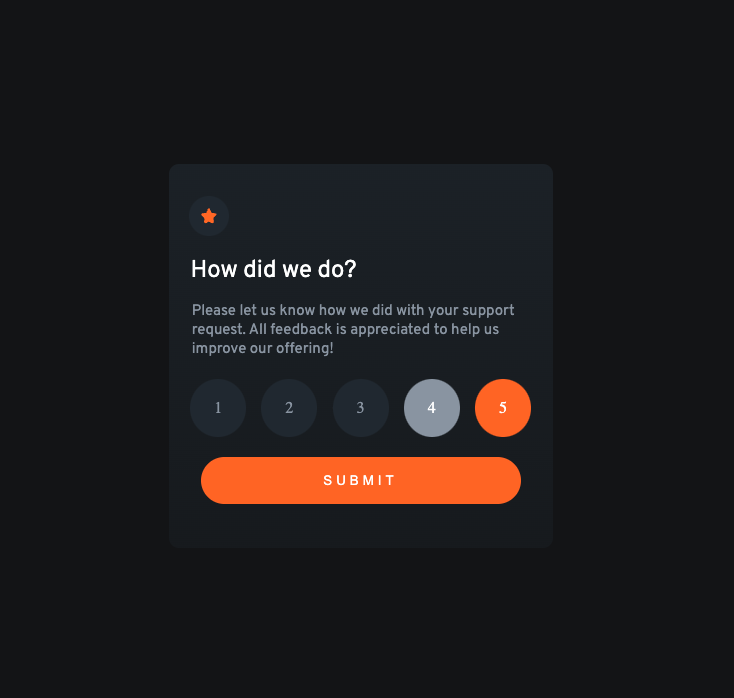 How did we do?
Please let us know how we did with your support
request. All feedback is appreciated to help us
improve our offering!
1 2 3 4 5
SUBMIT